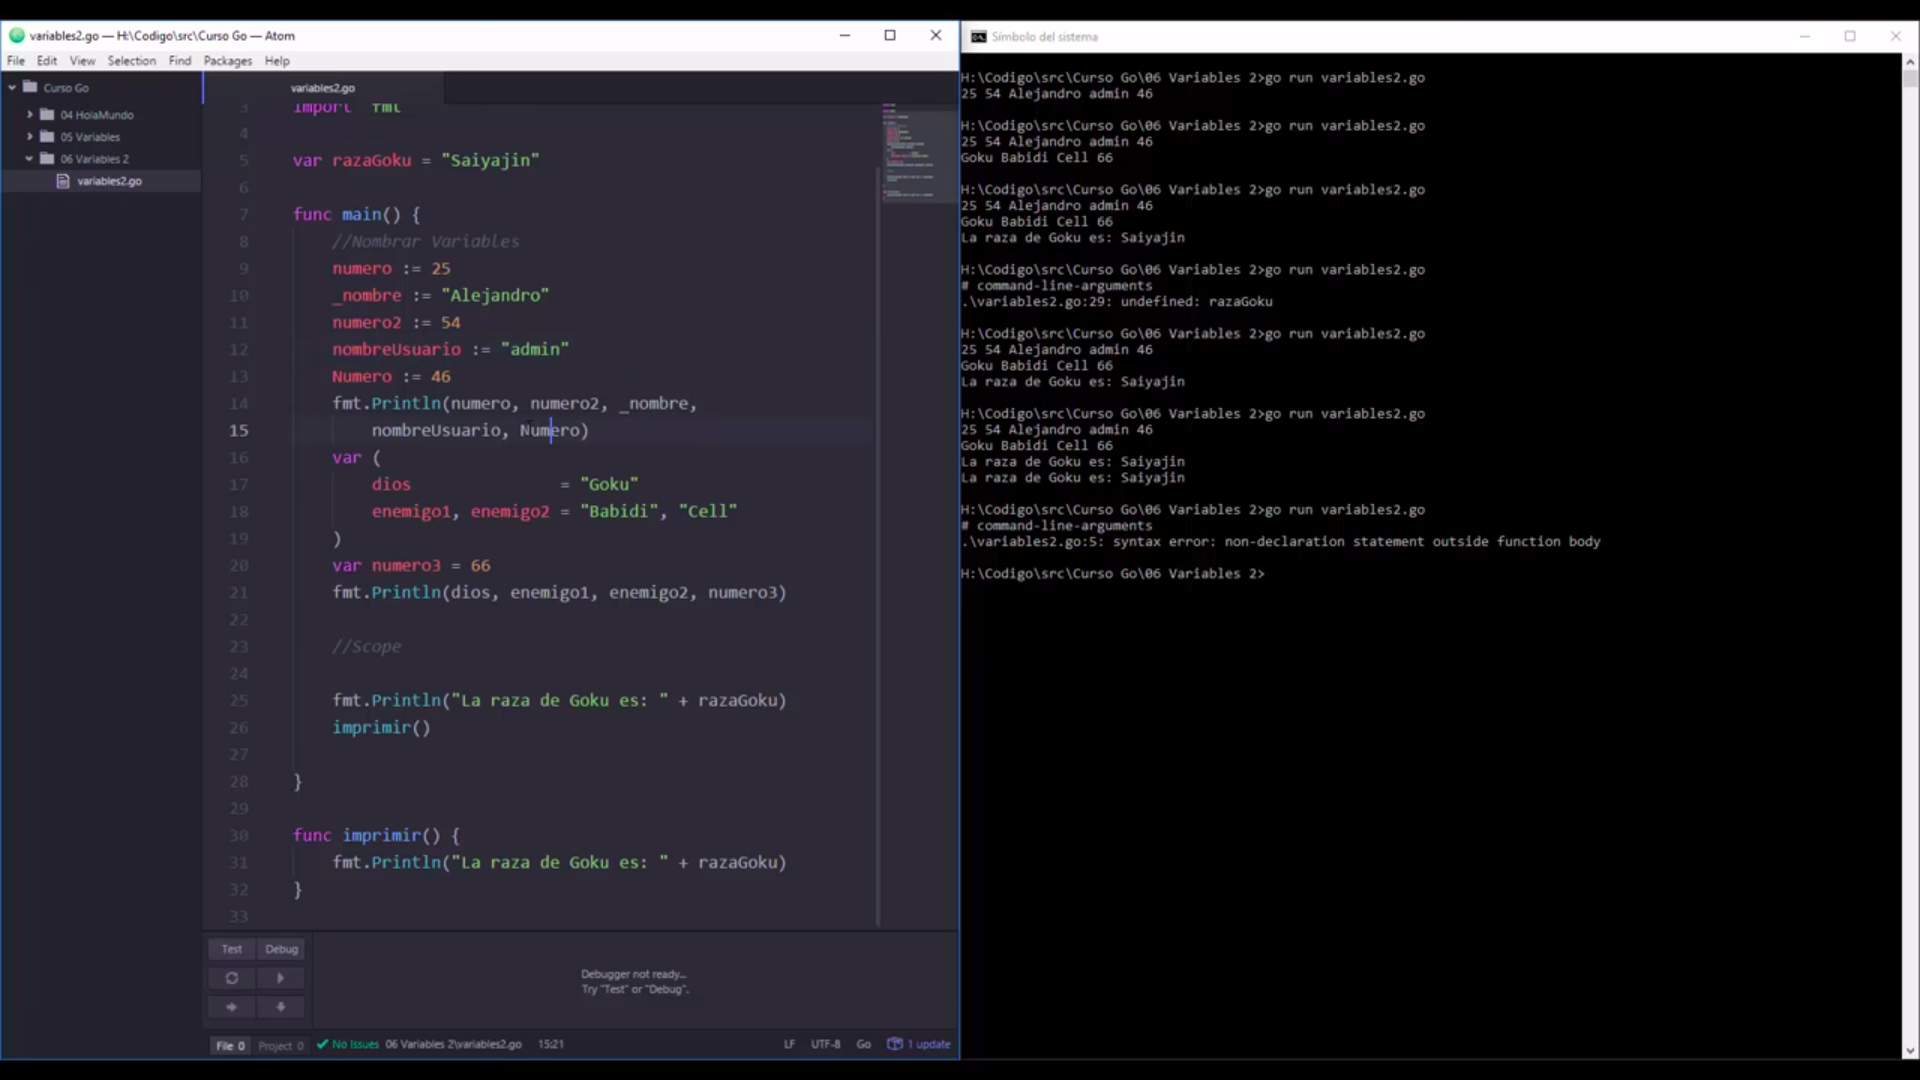 variables2.go — H:\Codigo\src\Curso Go — Atom
File Edit View Selection Find Packages Help
Curso Go
04 HolaMundo
05 Variables
06 Variables 2
variables2.go
variables2.go
3 import "fmt"
4
5 var razaGoku = "Saiyajin"
6
7 func main() {
8 //Nombrar Variables
9 numero := 25
10 _nombre := "Alejandro"
11 numero2 := 54
12 nombreUsuario := "admin"
13 Numero := 46
14 fmt.Println(numero, numero2, _nombre,
15 nombreUsuario, Numero)
16 var (
17 dios = "Goku"
18 enemigo1, enemigo2 = "Babidi", "Cell"
19 )
20 var numero3 = 66
21 fmt.Println(dios, enemigo1, enemigo2, numero3)
22
23 //Scope
24
25 fmt.Println("La raza de Goku es: " + razaGoku)
26 imprimir()
27
28 }
29
30 func imprimir() {
31 fmt.Println("La raza de Goku es: " + razaGoku)
32 }
33
Test Debug
Debugger not ready...
Try "Test" or "Debug".
File 0 Project 0 No Issues 06 Variables 2\variables2.go 15:21 LF UTF-8 Go 1 update
Símbolo del sistema
H:\Codigo\src\Curso Go\06 Variables 2>go run variables2.go
25 54 Alejandro admin 46
H:\Codigo\src\Curso Go\06 Variables 2>go run variables2.go
25 54 Alejandro admin 46
Goku Babidi Cell 66
H:\Codigo\src\Curso Go\06 Variables 2>go run variables2.go
25 54 Alejandro admin 46
Goku Babidi Cell 66
La raza de Goku es: Saiyajin
H:\Codigo\src\Curso Go\06 Variables 2>go run variables2.go
# command-line-arguments
.\variables2.go:29: undefined: razaGoku
H:\Codigo\src\Curso Go\06 Variables 2>go run variables2.go
25 54 Alejandro admin 46
Goku Babidi Cell 66
La raza de Goku es: Saiyajin
H:\Codigo\src\Curso Go\06 Variables 2>go run variables2.go
25 54 Alejandro admin 46
Goku Babidi Cell 66
La raza de Goku es: Saiyajin
La raza de Goku es: Saiyajin
H:\Codigo\src\Curso Go\06 Variables 2>go run variables2.go
# command-line-arguments
.\variables2.go:5: syntax error: non-declaration statement outside function body
H:\Codigo\src\Curso Go\06 Variables 2>